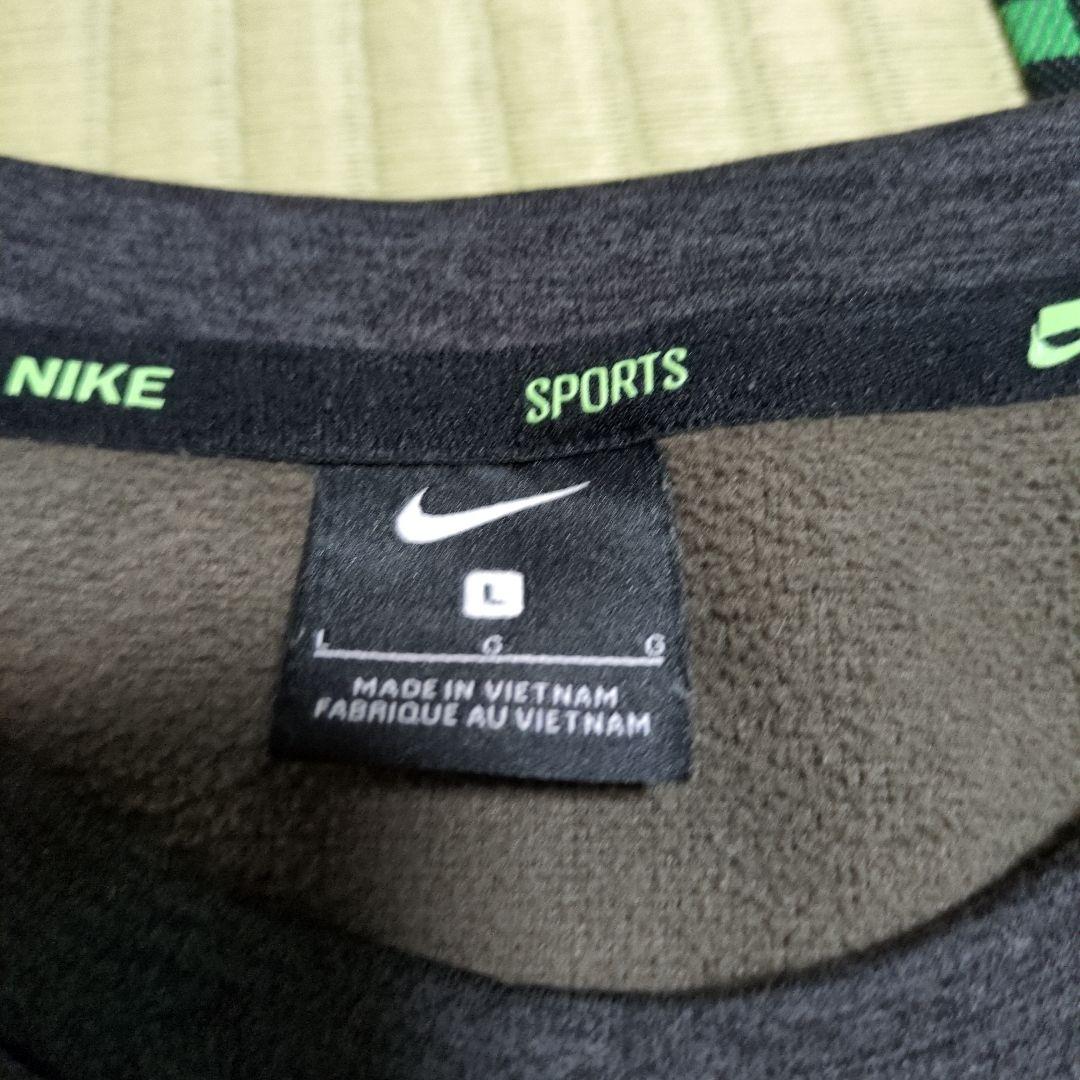 NIKE SPORTS
L
L G G
MADE IN VIETNAM
FABRIQUE AU VIETNAM